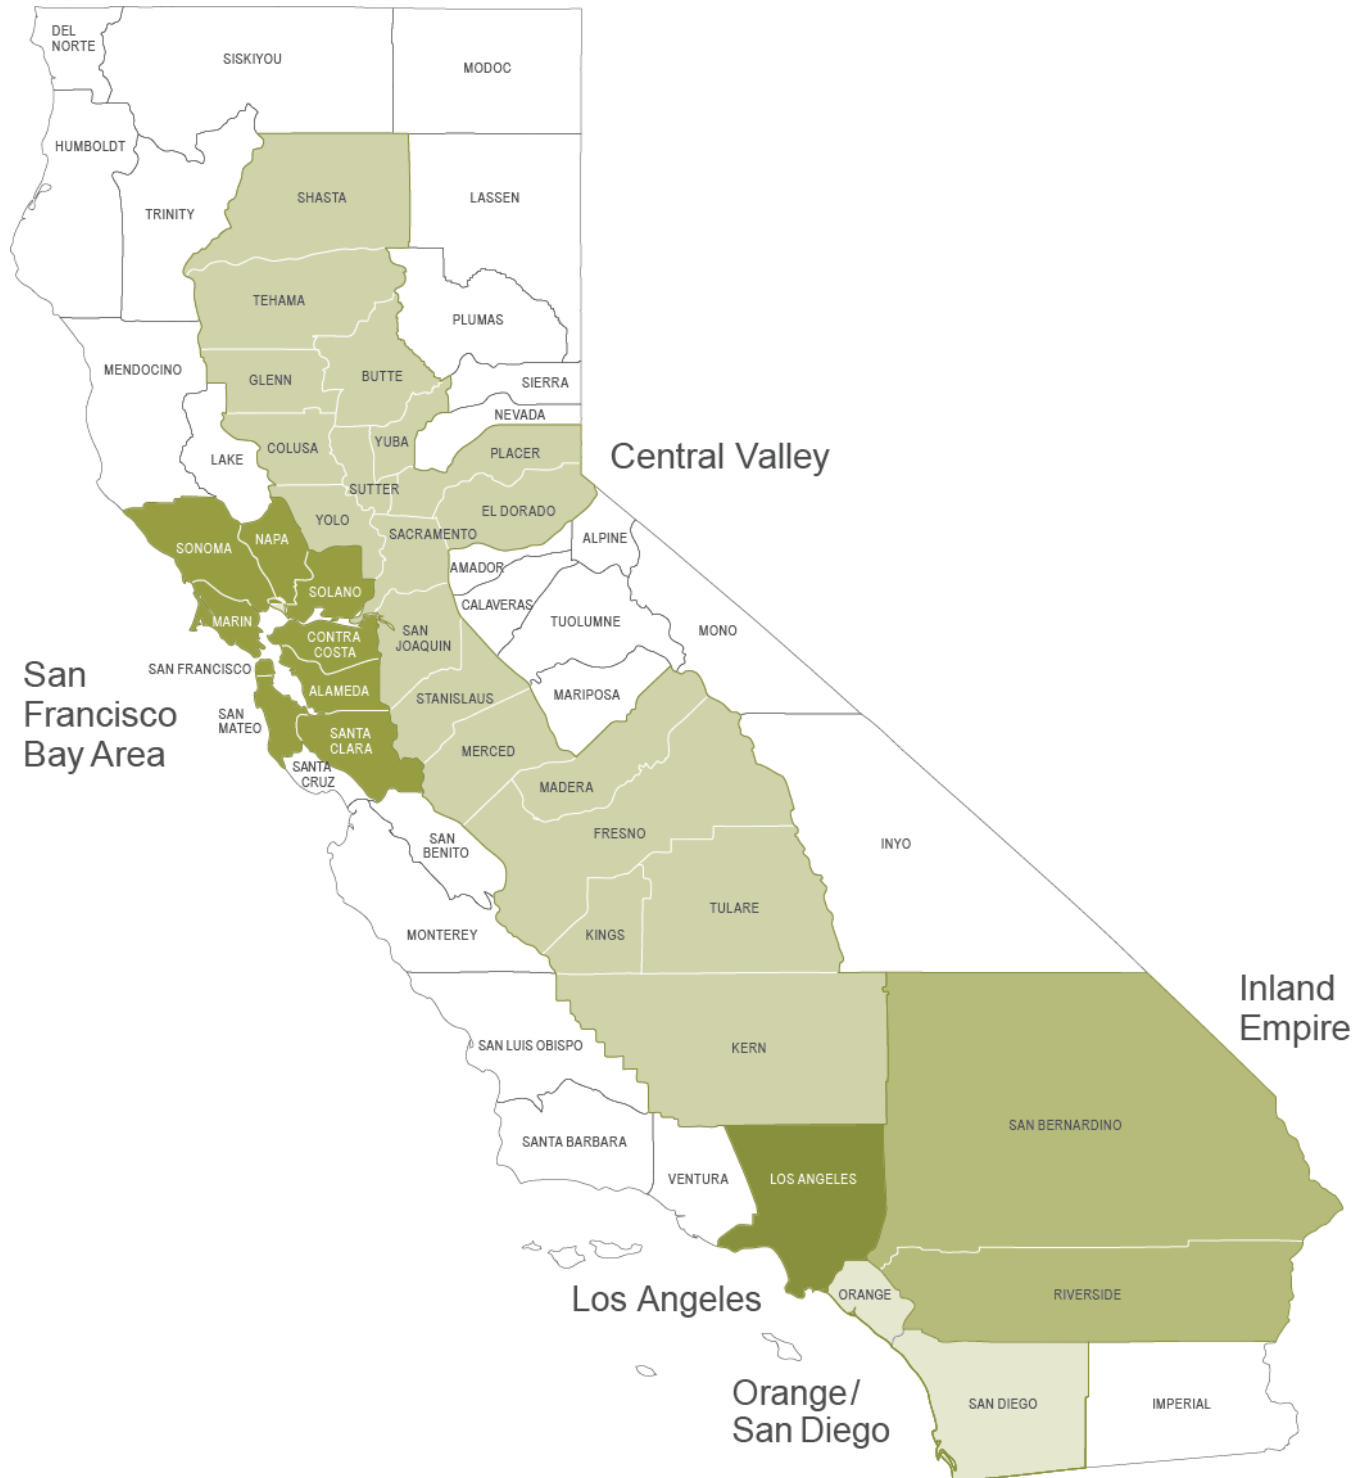 DEL
NORTE
SISKIYOU
MODOC
HUMBOLDT
TRINITY
SHASTA
LASSEN
TEHAMA
PLUMAS
MENDOCINO
GLENN
BUTTE
SIERRA
NEVADA
LAKE
COLUSA
YUBA
PLACER
Central Valley
SUTTER
EL DORADO
YOLO
SACRAMENTO
ALPINE
SONOMA
NAPA
AMADOR
SOLANO
CALAVERAS
MARIN
TUOLUMNE
MONO
CONTRA
COSTA
SAN
JOAQUIN
San
Francisco
Bay Area
SAN FRANCISCO
ALAMEDA
STANISLAUS
MARIPOSA
SAN
MATEO
SANTA
CLARA
MERCED
SANTA
CRUZ
MADERA
FRESNO
SAN
BENITO
INYO
TULARE
MONTEREY
KINGS
Inland
Empire
SAN LUIS OBISPO
KERN
SAN BERNARDINO
SANTA BARBARA
VENTURA
LOS ANGELES
Los Angeles
ORANGE
RIVERSIDE
Orange/
San Diego
SAN DIEGO
IMPERIAL